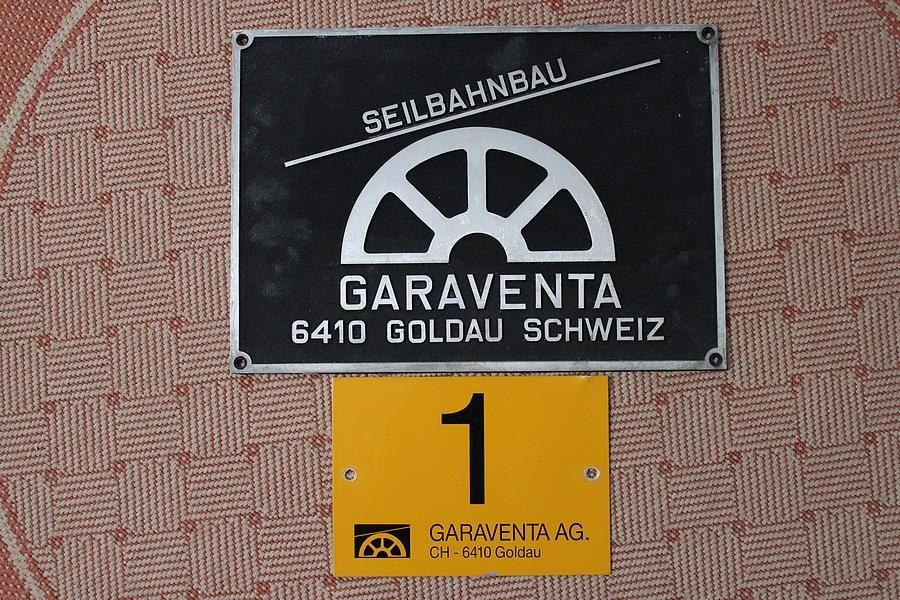 SEILBAHNBAU
GARAVENTA
6410 GOLDAU SCHWEIZ
1
GARAVENTA AG.
CH - 6410 Goldau